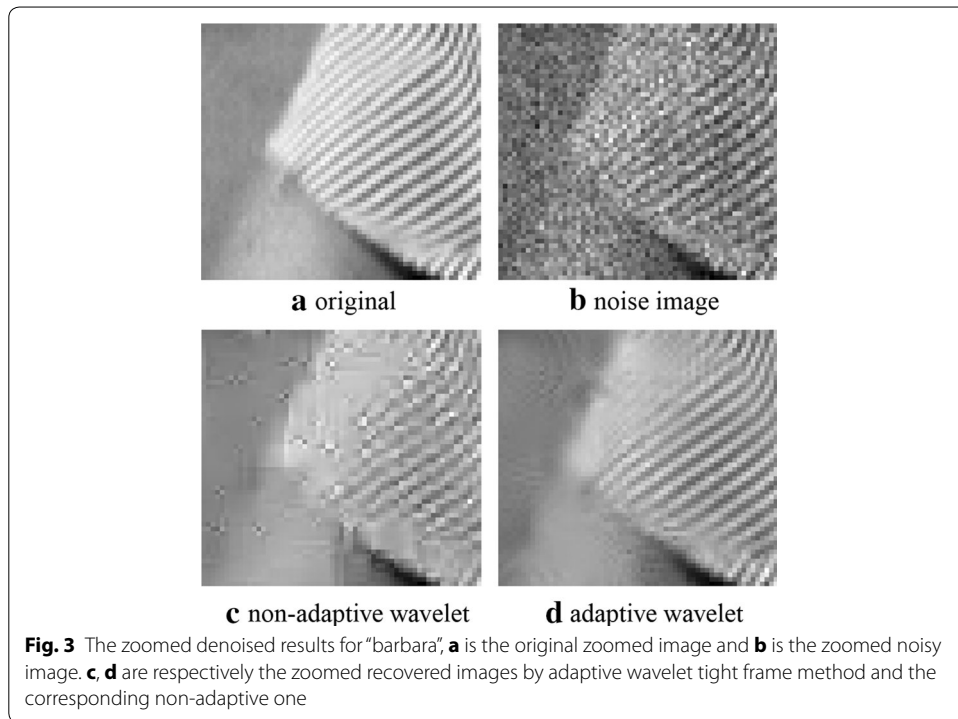 a original
b noise image
c non-adaptive wavelet
d adaptive wavelet
Fig. 3 The zoomed denoised results for “barbara”, a is the original zoomed image and b is the zoomed noisy
image. c, d are respectively the zoomed recovered images by adaptive wavelet tight frame method and the
corresponding non-adaptive one